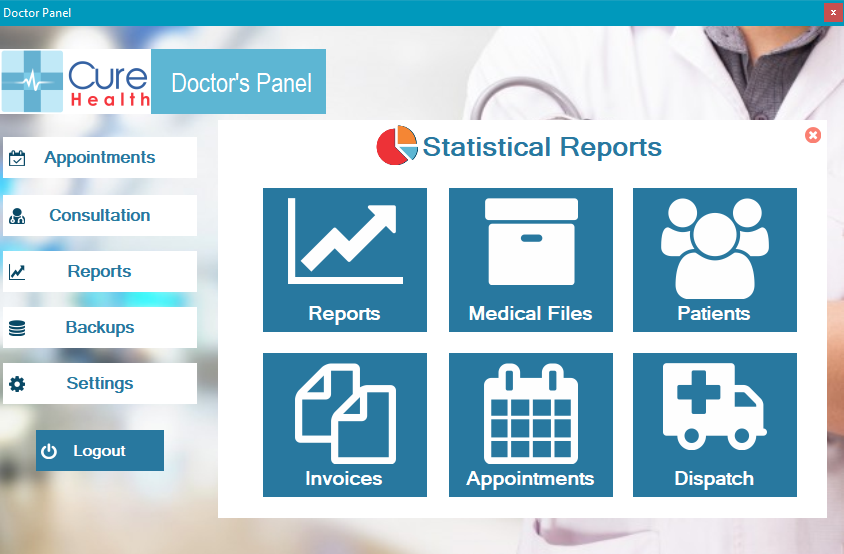 Doctor Panel
x
Cure
Health
Doctor's Panel
Statistical Reports
Appointments
Consultation
Reports
Backups
Settings
Logout
Reports
Medical Files
Patients
Invoices
Appointments
Dispatch